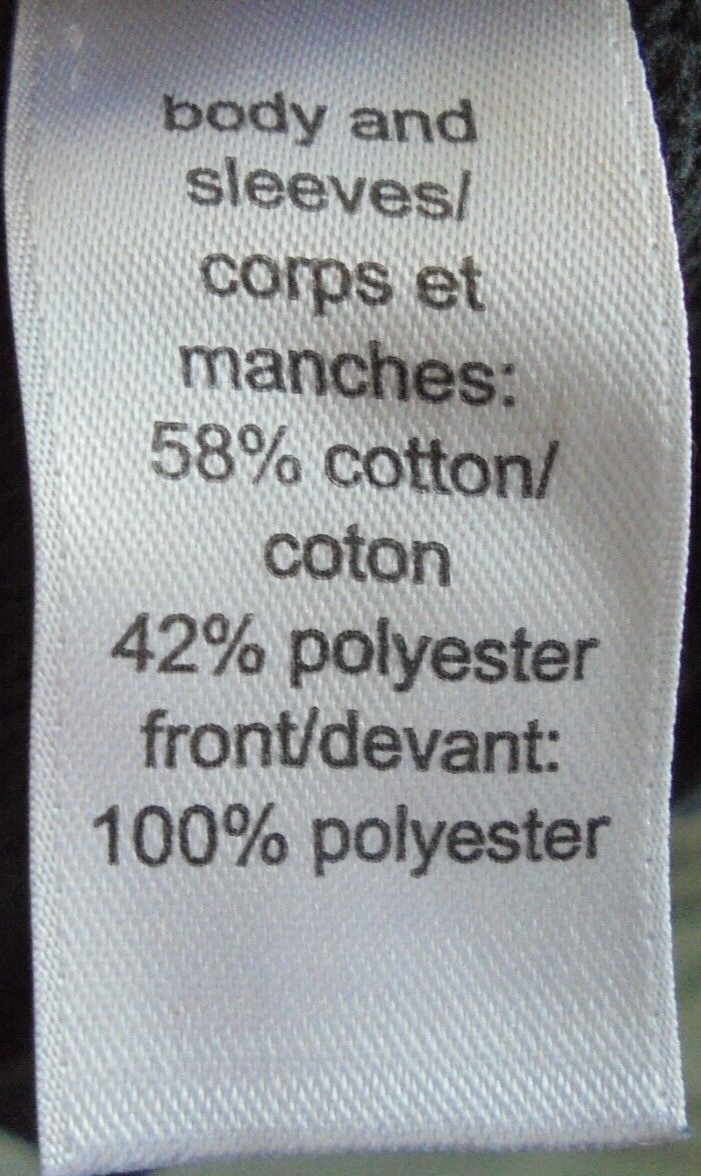 body and
sleeves/
corps et
manches:
58% cotton/
coton
42% polyester
front/devant:
100% polyester